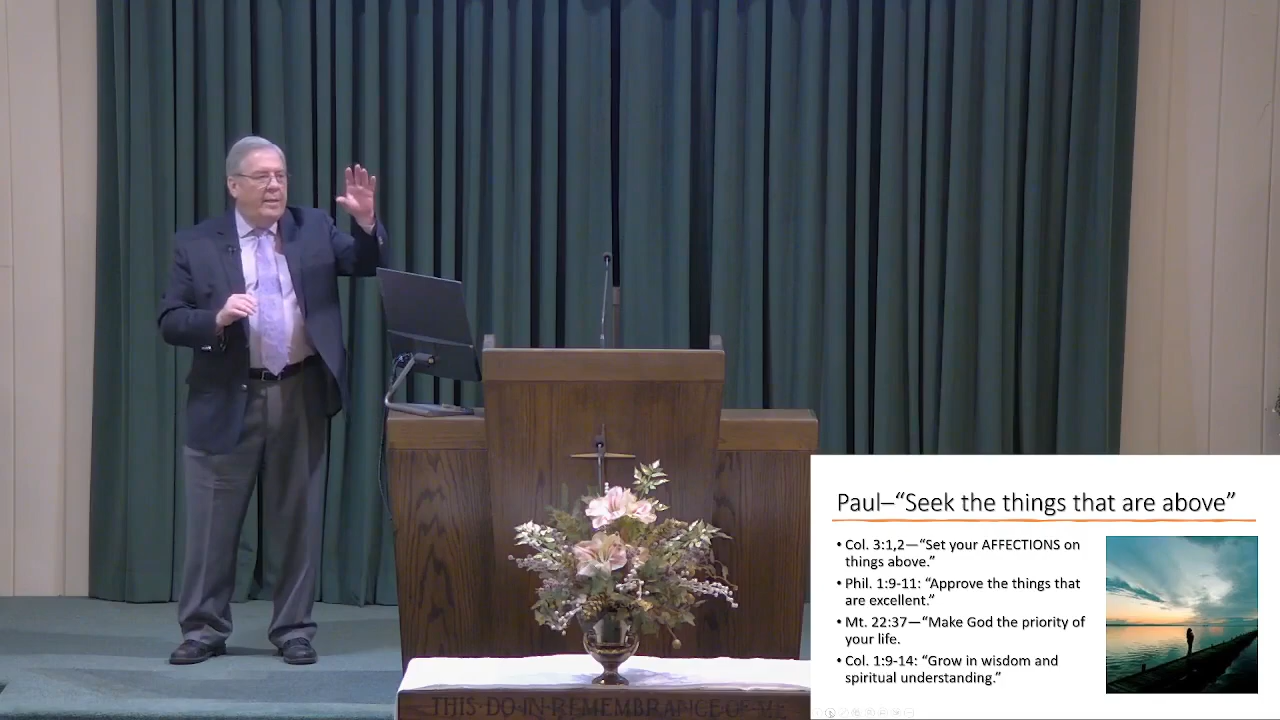 Paul–“Seek the things that are above”
• Col. 3:1,2—“Set your AFFECTIONS on
things above.”
• Phil. 1:9-11: “Approve the things that
are excellent.”
• Mt. 22:37—“Make God the priority of
your life.
• Col. 1:9-14: “Grow in wisdom and
spiritual understanding.”
THIS DO IN REMEMBRANCE OF ME